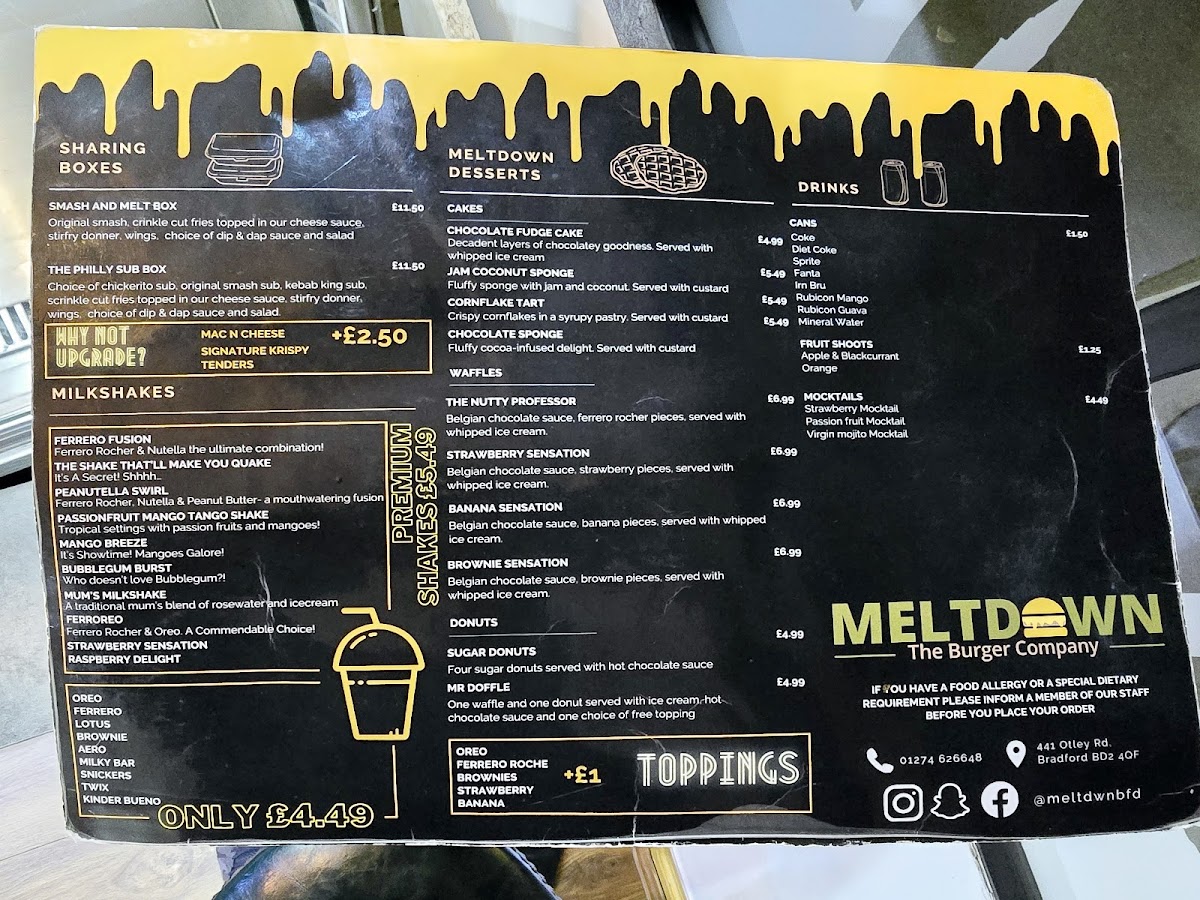 SHARING
BOXES
SMASH AND MELT BOX £11.50
Original smash, crinkle cut fries topped in our cheese sauce,
stirfry donner, wings, choice of dip & dap sauce and salad
THE PHILLY SUB BOX £11.50
Choice of chickerito sub, original smash sub, kebab king sub,
scrinkle cut fries topped in our cheese sauce, stirfry donner,
wings, choice of dip & dap sauce and salad.
WHY NOT
UPGRADE?
MAC N CHEESE
SIGNATURE KRISPY
TENDERS
+£2.50
MILKSHAKES
FERRERO FUSION
Ferrero Rocher & Nutella the ultimate combination!
THE SHAKE THAT'LL MAKE YOU QUAKE
It's A Secret! Shhhh...
PEANUTELLA SWIRL
Ferrero Rocher, Nutella & Peanut Butter- a mouthwatering fusion
PASSIONFRUIT MANGO TANGO SHAKE
Tropical settings with passion fruits and mangoes!
MANGO BREEZE
It's Showtime! Mangoes Galore!
BUBBLEGUM BURST
Who doesn't love Bubblegum?!
MUM'S MILKSHAKE
A traditional mum's blend of rosewater and icecream
FERROREO
Ferrero Rocher & Oreo. A Commendable Choice!
STRAWBERRY SENSATION
RASPBERRY DELIGHT
PREMIUM
SHAKES £5.49
OREO
FERRERO
LOTUS
BROWNIE
AERO
MILKY BAR
SNICKERS
TWIX
KINDER BUENO
ONLY £4.49
MELTDOWN
DESSERTS
CAKES
CHOCOLATE FUDGE CAKE £4.99
Decadent layers of chocolatey goodness. Served with
whipped ice cream
JAM COCONUT SPONGE £5.49
Fluffy sponge with jam and coconut. Served with custard
CORNFLAKE TART £5.49
Crispy cornflakes in a syrupy pastry. Served with custard
CHOCOLATE SPONGE £5.49
Fluffy cocoa-infused delight. Served with custard
WAFFLES
THE NUTTY PROFESSOR £6.99
Belgian chocolate sauce, ferrero rocher pieces, served with
whipped ice cream.
STRAWBERRY SENSATION £6.99
Belgian chocolate sauce, strawberry pieces, served with
whipped ice cream.
BANANA SENSATION £6.99
Belgian chocolate sauce, banana pieces, served with whipped
ice cream.
BROWNIE SENSATION £6.99
Belgian chocolate sauce, brownie pieces, served with
whipped ice cream.
DONUTS
SUGAR DONUTS £4.99
Four sugar donuts served with hot chocolate sauce
MR DOFFLE £4.99
One waffle and one donut served with ice cream, hot
chocolate sauce and one choice of free topping
OREO
FERRERO ROCHE
BROWNIES
STRAWBERRY
BANANA
+£1
TOPPINGS
DRINKS
CANS £1.50
Coke
Diet Coke
Sprite
Fanta
Irn Bru
Rubicon Mango
Rubicon Guava
Mineral Water
FRUIT SHOOTS £1.25
Apple & Blackcurrant
Orange
MOCKTAILS £4.49
Strawberry Mocktail
Passion fruit Mocktail
Virgin mojito Mocktail
MELTDOWN
The Burger Company
IF YOU HAVE A FOOD ALLERGY OR A SPECIAL DIETARY
REQUIREMENT PLEASE INFORM A MEMBER OF OUR STAFF
BEFORE YOU PLACE YOUR ORDER
01274 626648
441 Otley Rd,
Bradford BD2 4QF
@meltdwnbfd